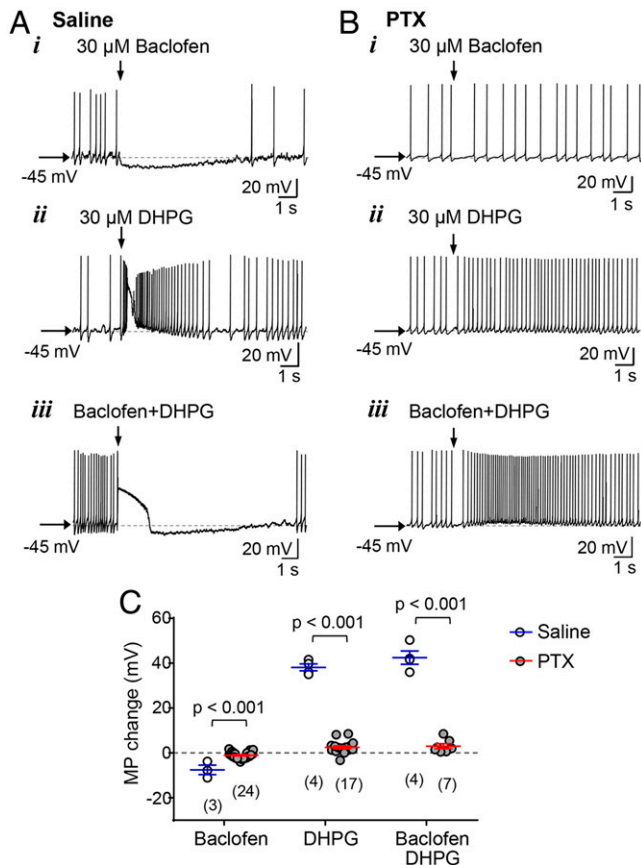 A Saline
i 30 µM Baclofen
-45 mV
20 mV
1 s
ii 30 µM DHPG
-45 mV
20 mV
1 s
iii Baclofen+DHPG
-45 mV
20 mV
1 s
B PTX
i 30 µM Baclofen
-45 mV
20 mV
1 s
ii 30 µM DHPG
-45 mV
20 mV
1 s
iii Baclofen+DHPG
-45 mV
20 mV
1 s
C
MP change (mV)
60
40
20
0
-20
p < 0.001
p < 0.001
p < 0.001
(3)
(24)
(4)
(17)
(4)
(7)
Baclofen
DHPG
Baclofen
DHPG
Saline
PTX